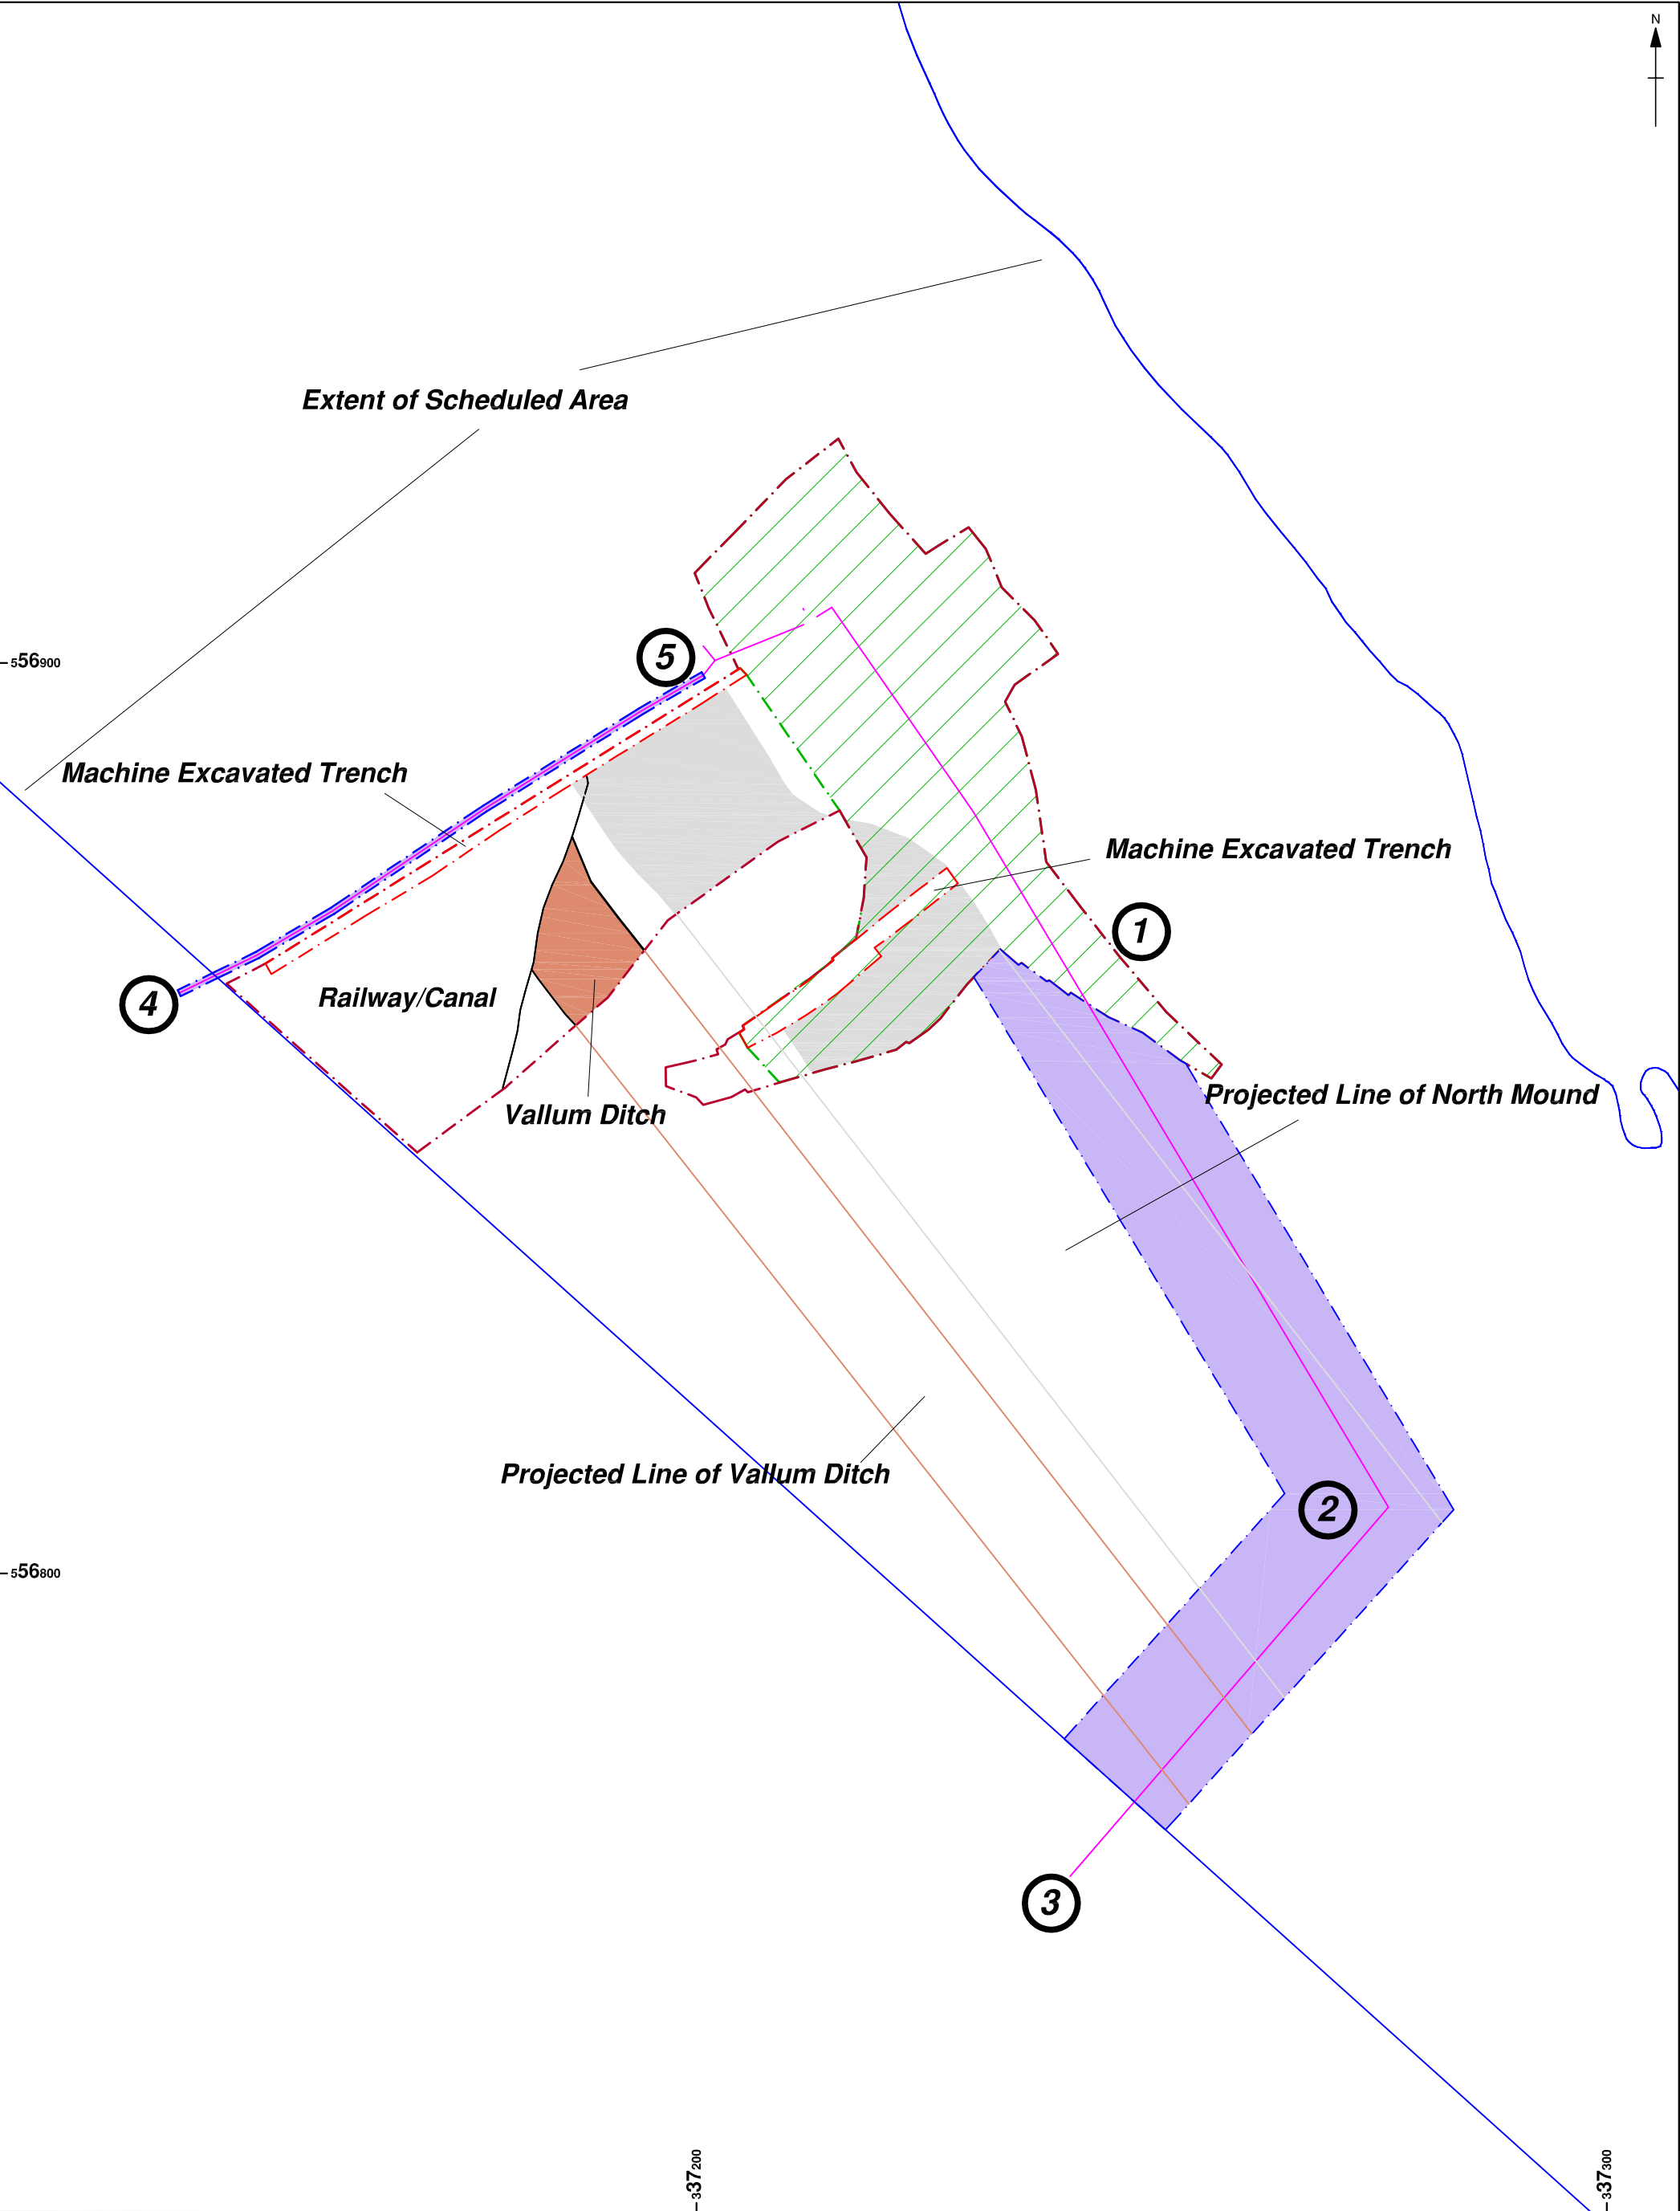 N
Extent of Scheduled Area
5
556900
Machine Excavated Trench
Machine Excavated Trench
1
4
Railway/Canal
Projected Line of North Mound
Vallum Ditch
Projected Line of Vallum Ditch
2
556800
3
337200
337300